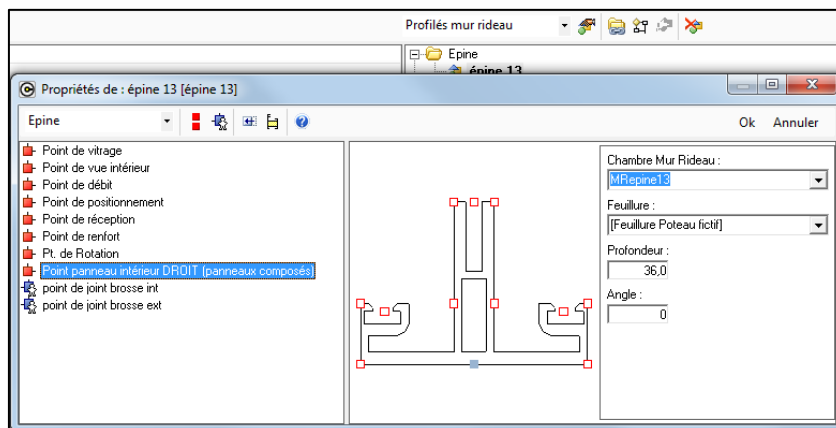 Profilés mur rideau
Epine
épine 13
Propriétés de : épine 13 [épine 13]
Epine
Ok Annuler
Point de vitrage
Point de vue intérieur
Point de débit
Point de positionnement
Point de réception
Point de renfort
Pt. de Rotation
Point panneau intérieur DROIT (panneaux composés)
point de joint brosse int
point de joint brosse ext
Chambre Mur Rideau :
MRepine13
Feuillure :
[Feuillure Poteau fictif]
Profondeur :
36,0
Angle :
0